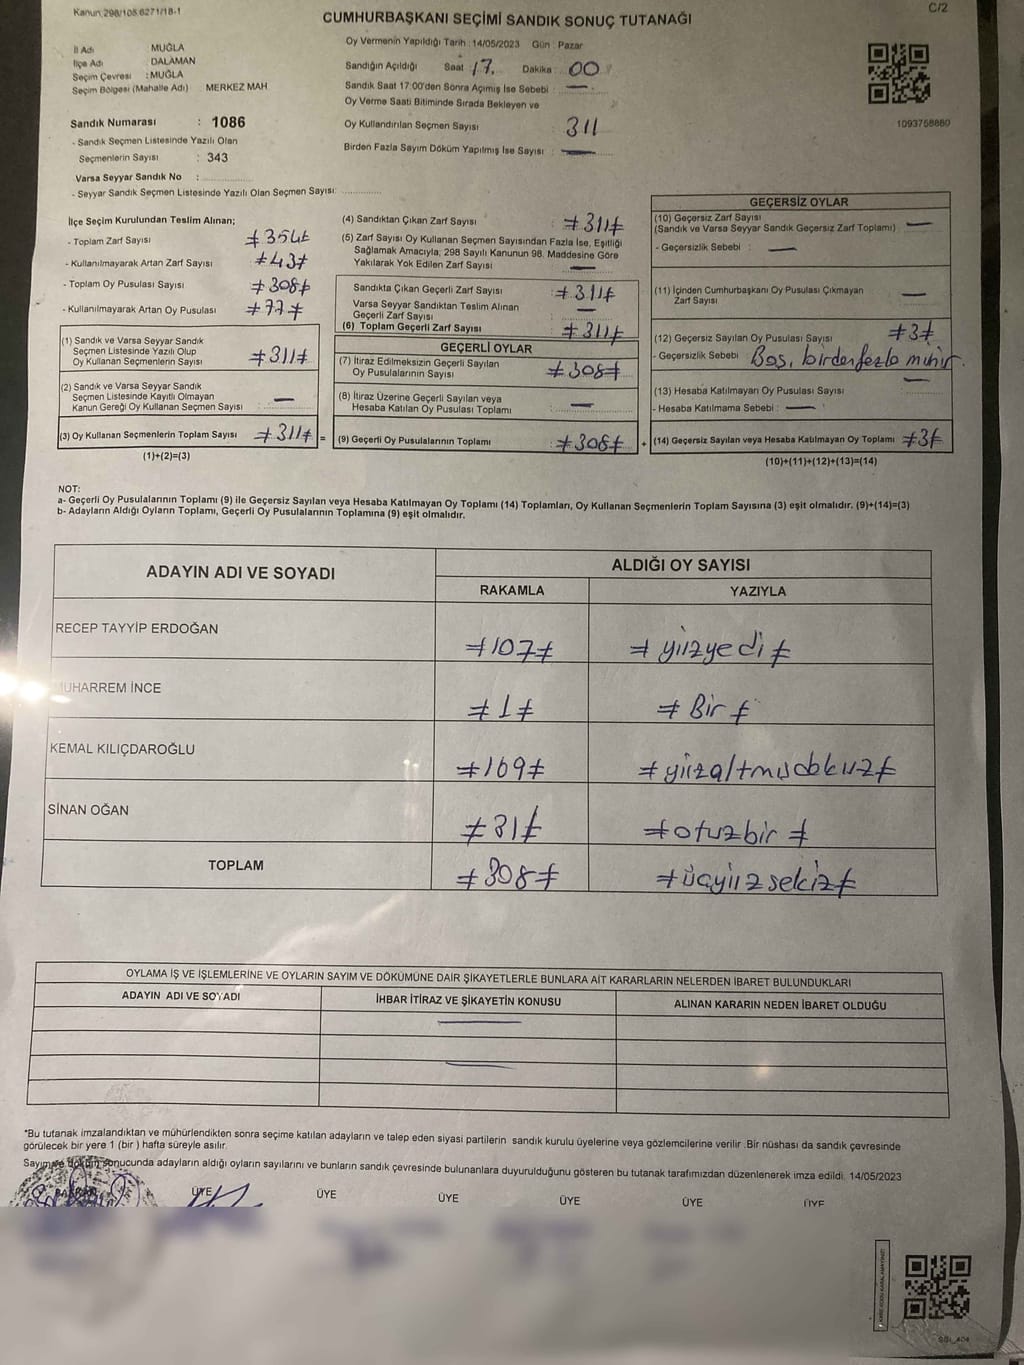 Kanun 298/108.6271/18-1
C/2
CUMHURBAŞKANI SEÇİMİ SANDIK SONUÇ TUTANAĞI
İl Adı MUĞLA
İlçe Adı : DALAMAN
Seçim Çevresi :MUĞLA
Seçim Bölgesi (Mahalle Adı) MERKEZ MAH
Sandık Numarası : 1086
- Sandık Seçmen Listesinde Yazılı Olan
Seçmenlerin Sayısı : 343
Varsa Seyyar Sandık No :
- Seyyar Sandık Seçmen Listesinde Yazılı Olan Seçmen Sayısı:
Oy Vermenin Yapıldığı Tarih : 14/05/2023 Gün : Pazar
Sandığın Açıldığı Saat : 17. Dakika : 00
Sandık Saat 17:00'den Sonra Açımış İse Sebebi : —
Oy Verme Saati Bitiminde Sırada Bekleyen ve
Oy Kullandırılan Seçmen Sayısı 311
Birden Fazla Sayım Döküm Yapılmış İse Sayısı : —
1093758880
İlçe Seçim Kurulundan Teslim Alınan;
- Toplam Zarf Sayısı ≠354≠
- Kullanılmayarak Artan Zarf Sayısı ≠43≠
- Toplam Oy Pusulası Sayısı ≠308≠
- Kullanılmayarak Artan Oy Pusulası ≠77≠
(1) Sandık ve Varsa Seyyar Sandık
Seçmen Listesinde Yazılı Olup
Oy Kullanan Seçmenlerin Sayısı ≠311≠
(2) Sandık ve Varsa Seyyar Sandık
Seçmen Listesinde Kayıtlı Olmayan
Kanun Gereği Oy Kullanan Seçmen Sayısı : —
(3) Oy Kullanan Seçmenlerin Toplam Sayısı ≠311≠ =
(1)+(2)=(3)
(4) Sandıktan Çıkan Zarf Sayısı ≠311≠
(5) Zarf Sayısı Oy Kullanan Seçmen Sayısından Fazla İse, Eşitliği
Sağlamak Amacıyla, 298 Sayılı Kanunun 98. Maddesine Göre
Yakılarak Yok Edilen Zarf Sayısı —
Sandıkta Çıkan Geçerli Zarf Sayısı : ≠311≠
Varsa Seyyar Sandıktan Teslim Alınan
Geçerli Zarf Sayısı —
(6) Toplam Geçerli Zarf Sayısı ≠311≠
GEÇERLİ OYLAR
(7) İtiraz Edilmeksizin Geçerli Sayılan
Oy Pusulalarının Sayısı ≠308≠
(8) İtiraz Üzerine Geçerli Sayılan veya
Hesaba Katılan Oy Pusulası Toplamı : —
(9) Geçerli Oy Pusulalarının Toplamı : ≠308≠ +
GEÇERSİZ OYLAR
(10) Geçersiz Zarf Sayısı
(Sandık ve Varsa Seyyar Sandık Geçersiz Zarf Toplamı) —
- Geçersizlik Sebebi : —
(11) İçinden Cumhurbaşkanı Oy Pusulası Çıkmayan
Zarf Sayısı —
(12) Geçersiz Sayılan Oy Pusulası Sayısı ≠3≠
- Geçersizlik Sebebi Boş, birden fazla mühür.
(13) Hesaba Katılmayan Oy Pusulası Sayısı —
- Hesaba Katılmama Sebebi : —
(14) Geçersiz Sayılan veya Hesaba Katılmayan Oy Toplamı ≠3≠
(10)+(11)+(12)+(13)=(14)
NOT:
a- Geçerli Oy Pusulalarının Toplamı (9) ile Geçersiz Sayılan veya Hesaba Katılmayan Oy Toplamı (14) Toplamları, Oy Kullanan Seçmenlerin Toplam Sayısına (3) eşit olmalıdır. (9)+(14)=(3)
b- Adayların Aldığı Oyların Toplamı, Geçerli Oy Pusulalarının Toplamına (9) eşit olmalıdır.
ADAYIN ADI VE SOYADI ALDIĞI OY SAYISI
RAKAMLA YAZIYLA
RECEP TAYYİP ERDOĞAN ≠107≠ ≠ yüzyedi ≠
MUHARREM İNCE ≠1≠ ≠ Bir ≠
KEMAL KILIÇDAROĞLU ≠169≠ ≠yüzaltmışdokuz≠
SİNAN OĞAN ≠31≠ ≠otuzbir ≠
TOPLAM ≠308≠ ≠üçyüzsekiz≠
OYLAMA İŞ VE İŞLEMLERİNE VE OYLARIN SAYIM VE DÖKÜMÜNE DAİR ŞİKAYETLERLE BUNLARA AİT KARARLARIN NELERDEN İBARET BULUNDUKLARI
ADAYIN ADI VE SOYADI İHBAR İTİRAZ VE ŞİKAYETİN KONUSU ALINAN KARARIN NEDEN İBARET OLDUĞU
*Bu tutanak imzalandıktan ve mühürlendikten sonra seçime katılan adayların ve talep eden siyasi partilerin sandık kurulu üyelerine veya gözlemcilerine verilir .Bir nüshası da sandık çevresinde
görülecek bir yere 1 (bir ) hafta süreyle asılır.
Sayım ve döküm sonucunda adayların aldığı oyların sayılarını ve bunların sandık çevresinde bulunanlara duyurulduğunu gösteren bu tutanak tarafımızdan düzenlenerek imza edildi. 14/05/2023
BAŞKAN ÜYE ÜYE ÜYE ÜYE ÜYE ÜYE